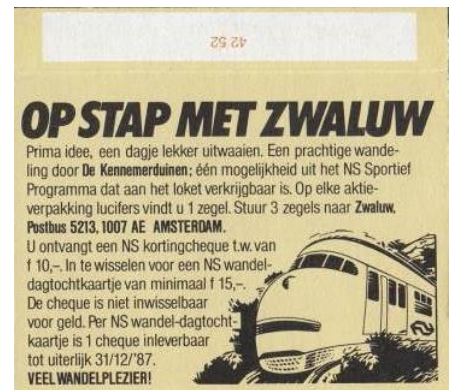 42 52
OP STAP MET ZWALUW
Prima idee, een dagje lekker uitwaaien. Een prachtige wande-
ling door De Kennemerduinen; één mogelijkheid uit het NS Sportief
Programma dat aan het loket verkrijgbaar is. Op elke aktie-
verpakking lucifers vindt u 1 zegel. Stuur 3 zegels naar Zwaluw,
Postbus 5213, 1007 AE AMSTERDAM.
U ontvangt een NS kortingcheque t.w. van
f 10,-. In te wisselen voor een NS wandel-
dagtochtkaartje van minimaal f 15,-.
De cheque is niet inwisselbaar
voor geld. Per NS wandel-dagtocht-
kaartje is 1 cheque inleverbaar
tot uiterlijk 31/12/'87.
VEEL WANDELPLEZIER!